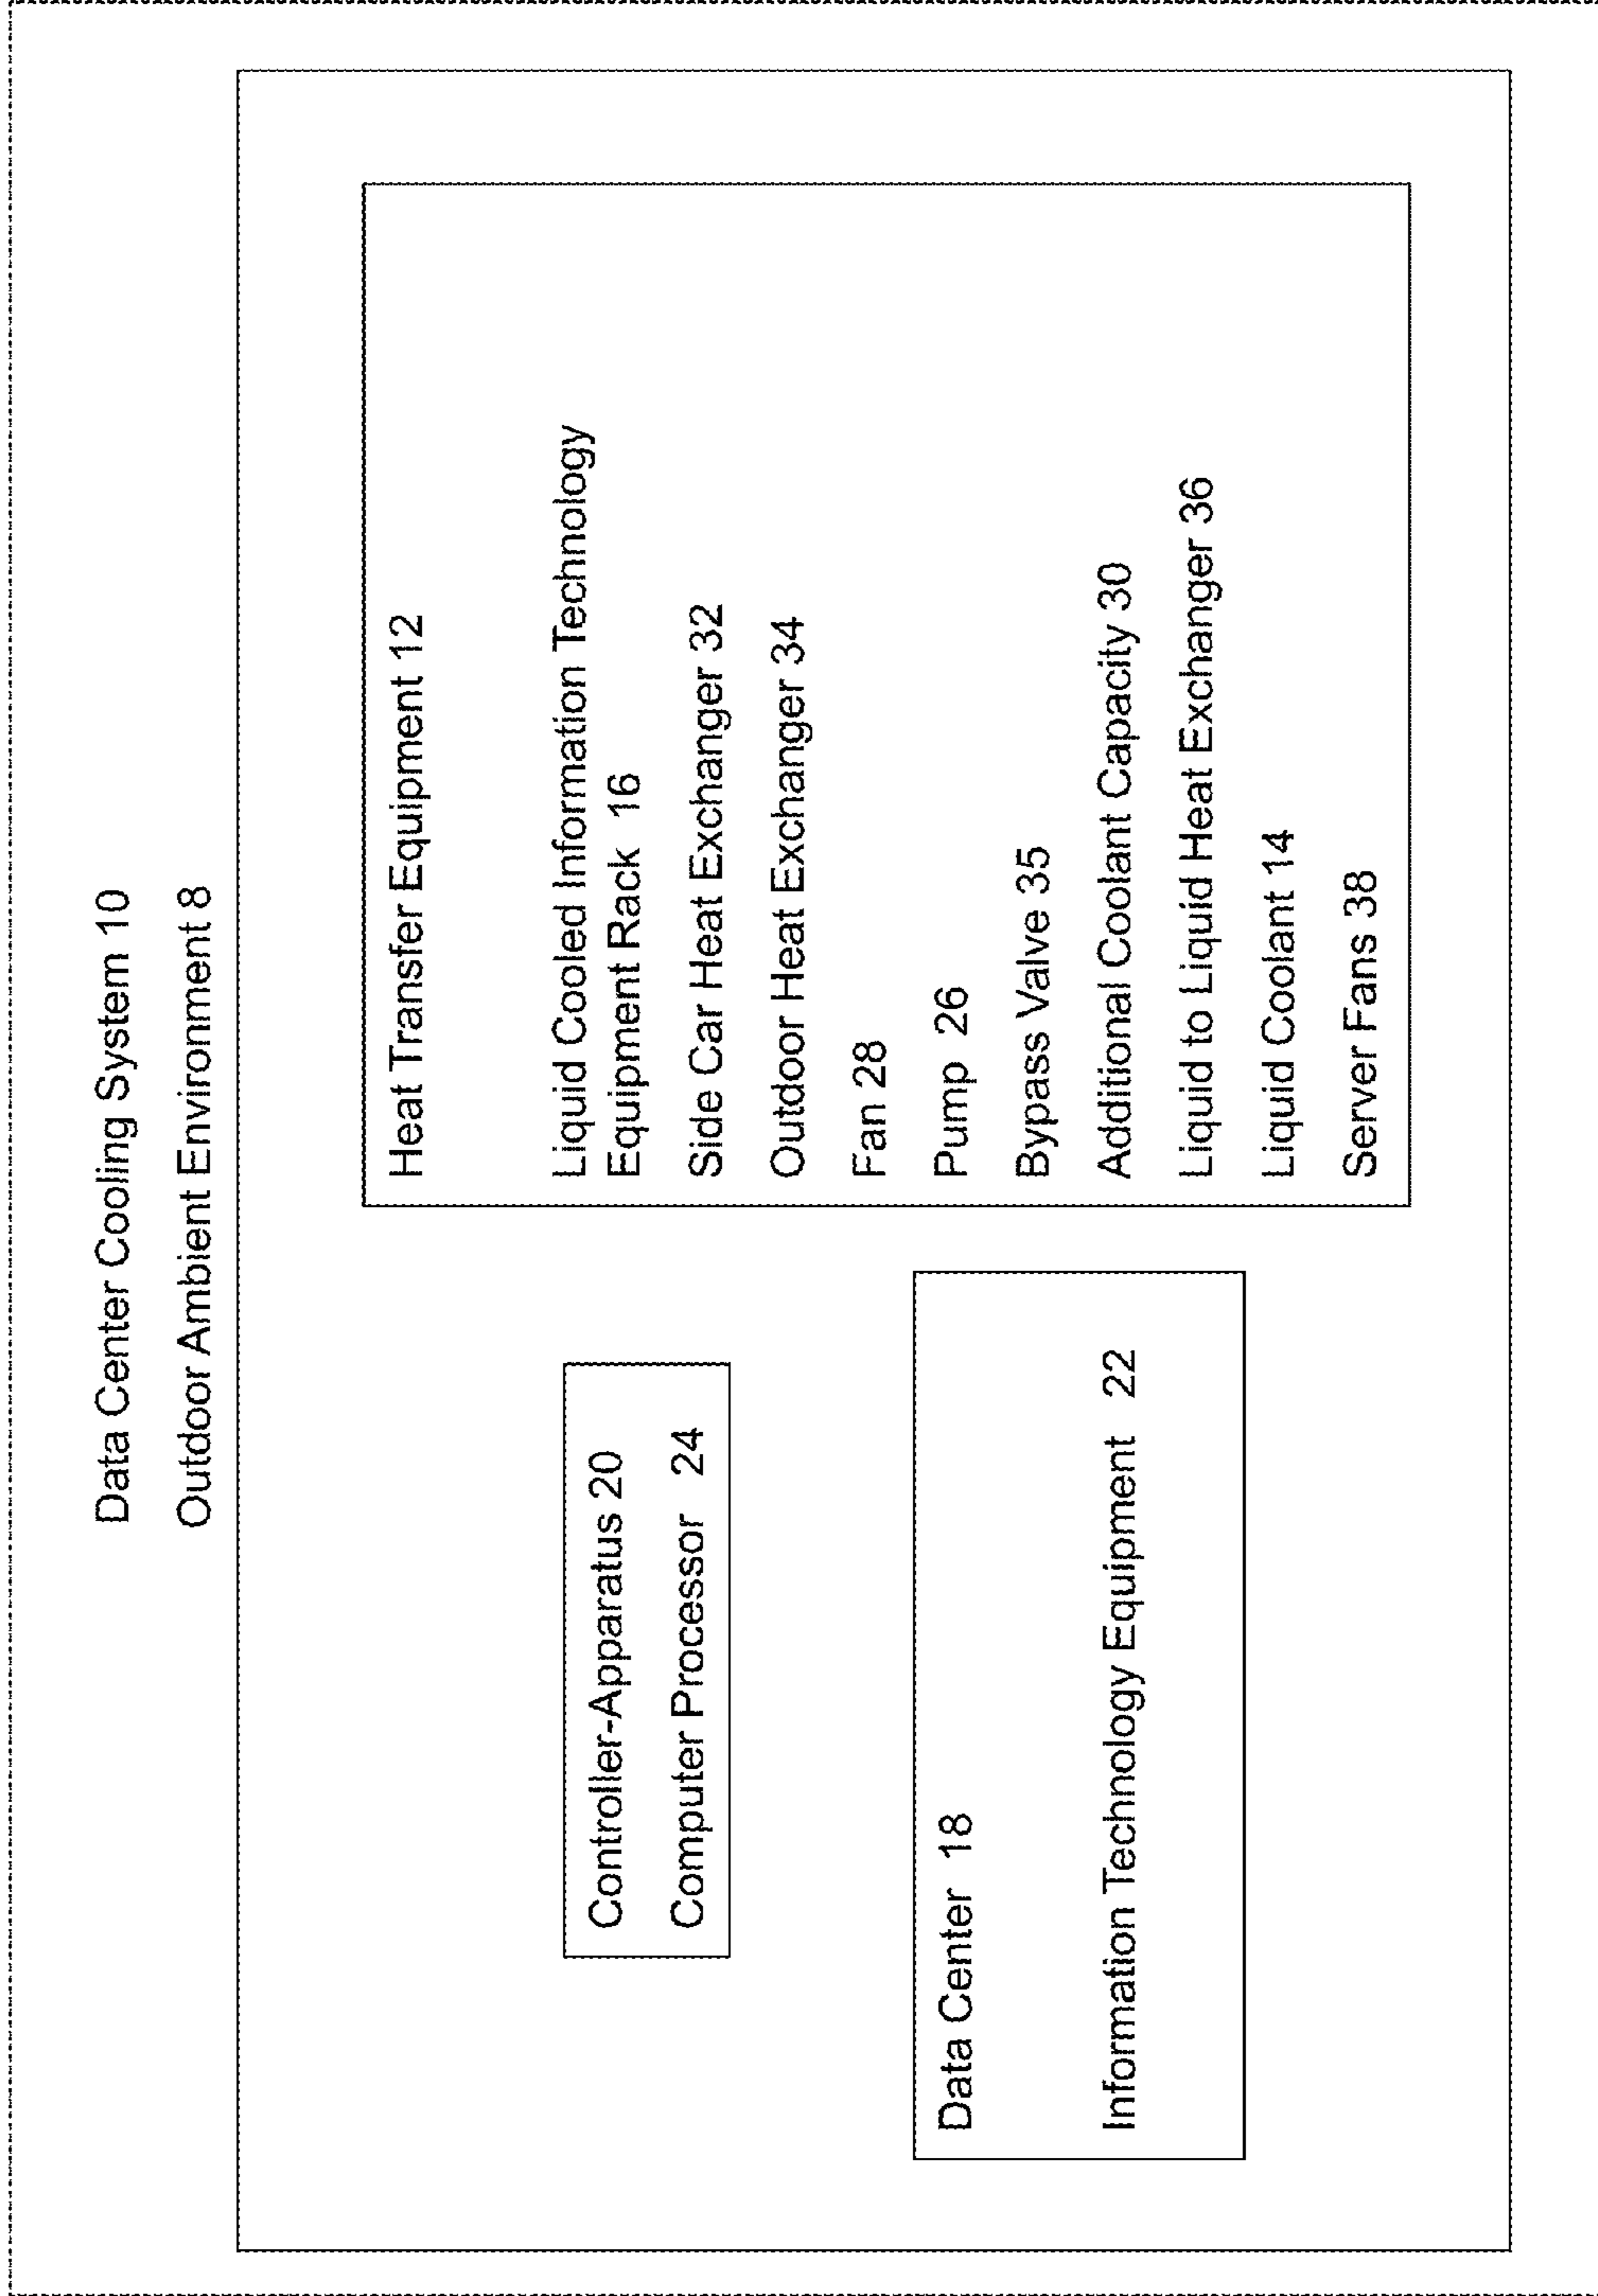 Data Center Cooling System 10
Outdoor Ambient Environment 8
Controller-Apparatus 20
Computer Processor 24
Data Center 18
Information Technology Equipment 22
Heat Transfer Equipment 12
Liquid Cooled Information Technology
Equipment Rack 16
Side Car Heat Exchanger 32
Outdoor Heat Exchanger 34
Fan 28
Pump 26
Bypass Valve 35
Additional Coolant Capacity 30
Liquid to Liquid Heat Exchanger 36
Liquid Coolant 14
Server Fans 38